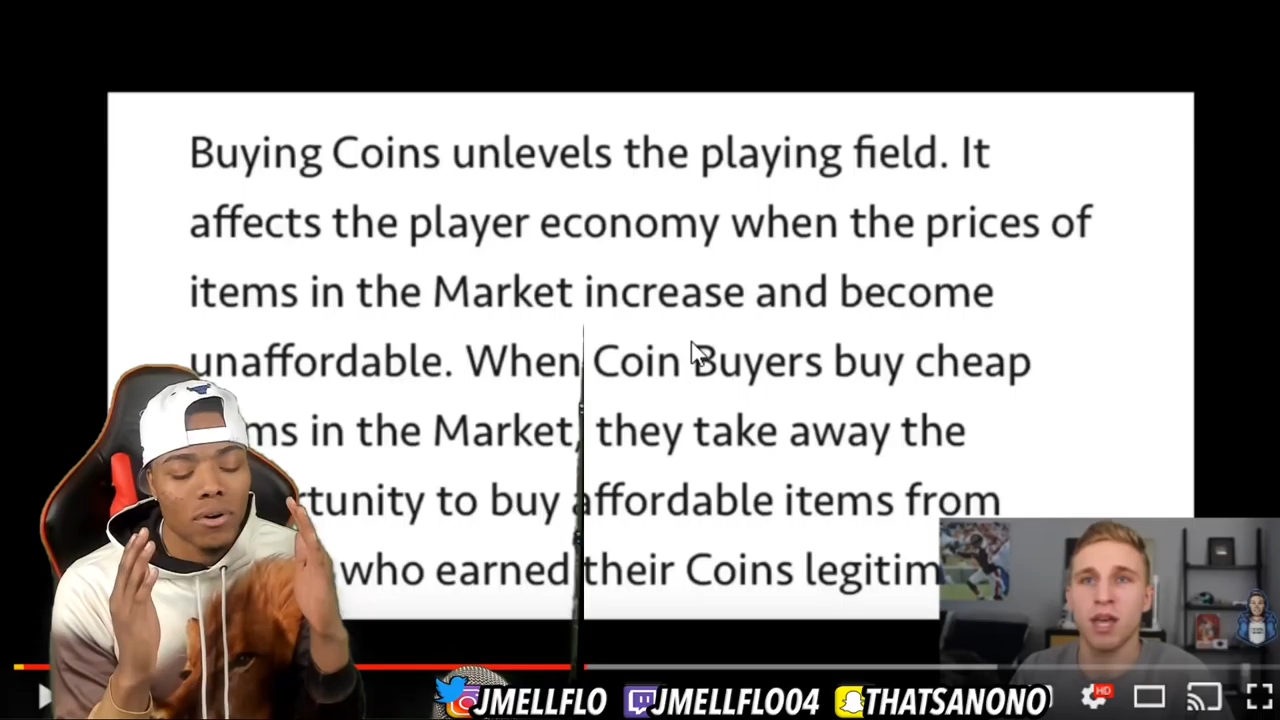 Buying Coins unlevels the playing field. It
affects the player economy when the prices of
items in the Market increase and become
unaffordable. When Coin Buyers buy cheap
ms in the Market, they take away the
rtunity to buy affordable items from
who earned their Coins legitim
HD
JMELLFLO JMELLFLO04 THATSANONO